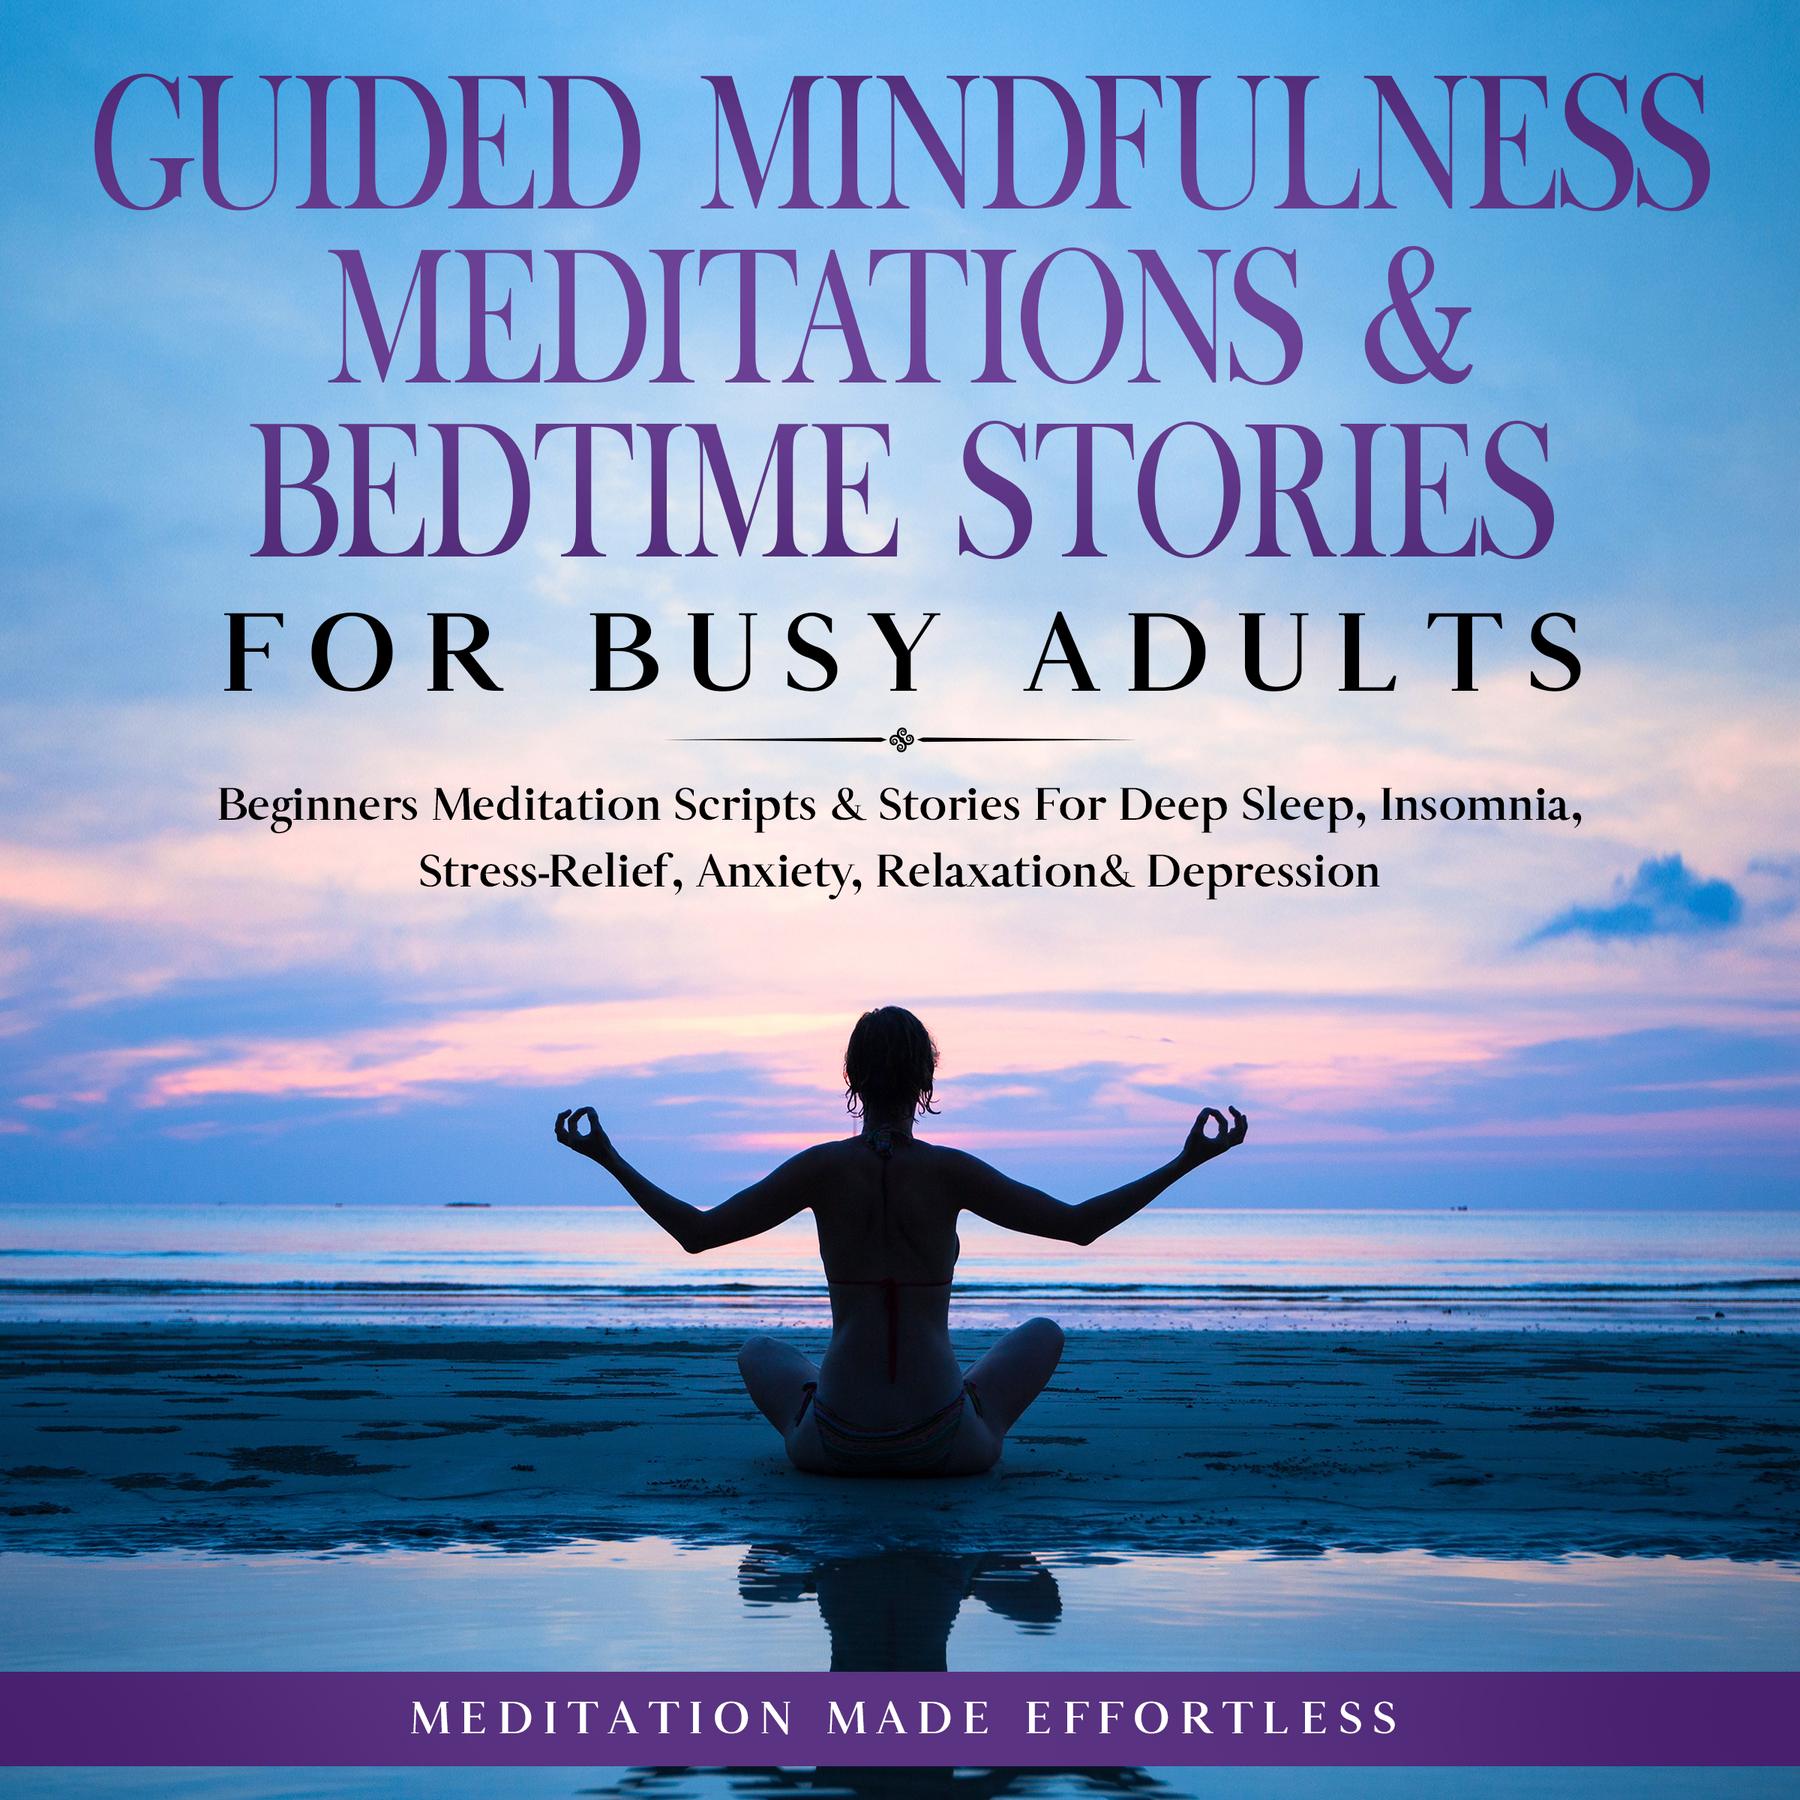 GUIDED MINDFULNESS
MEDITATIONS &
BEDTIME STORIES
FOR BUSY ADULTS
Beginners Meditation Scripts & Stories For Deep Sleep, Insomnia,
Stress-Relief, Anxiety, Relaxation& Depression
MEDITATION MADE EFFORTLESS